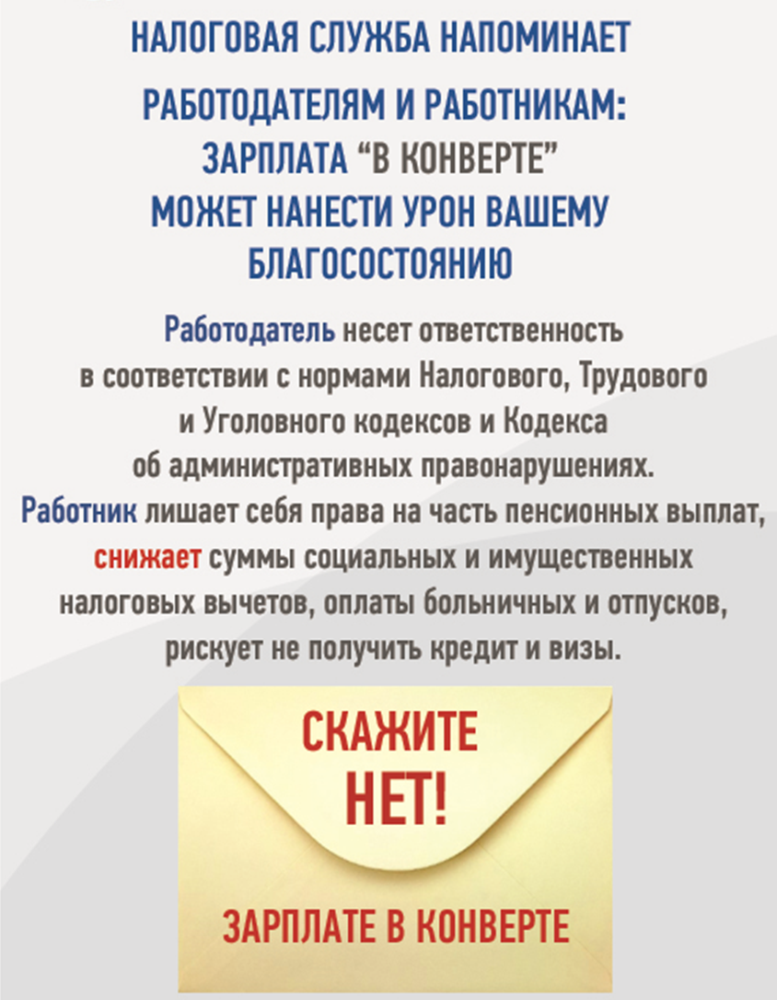 НАЛОГОВАЯ СЛУЖБА НАПОМИНАЕТ
РАБОТОДАТЕЛЯМ И РАБОТНИКАМ:
ЗАРПЛАТА “В КОНВЕРТЕ”
МОЖЕТ НАНЕСТИ УРОН ВАШЕМУ
БЛАГОСОСТОЯНИЮ
Работодатель несет ответственность
в соответствии с нормами Налогового, Трудового
и Уголовного кодексов и Кодекса
об административных правонарушениях.
Работник лишает себя права на часть пенсионных выплат,
снижает суммы социальных и имущественных
налоговых вычетов, оплаты больничных и отпусков,
рискует не получить кредит и визы.
СКАЖИТЕ
НЕТ!
ЗАРПЛАТЕ В КОНВЕРТЕ